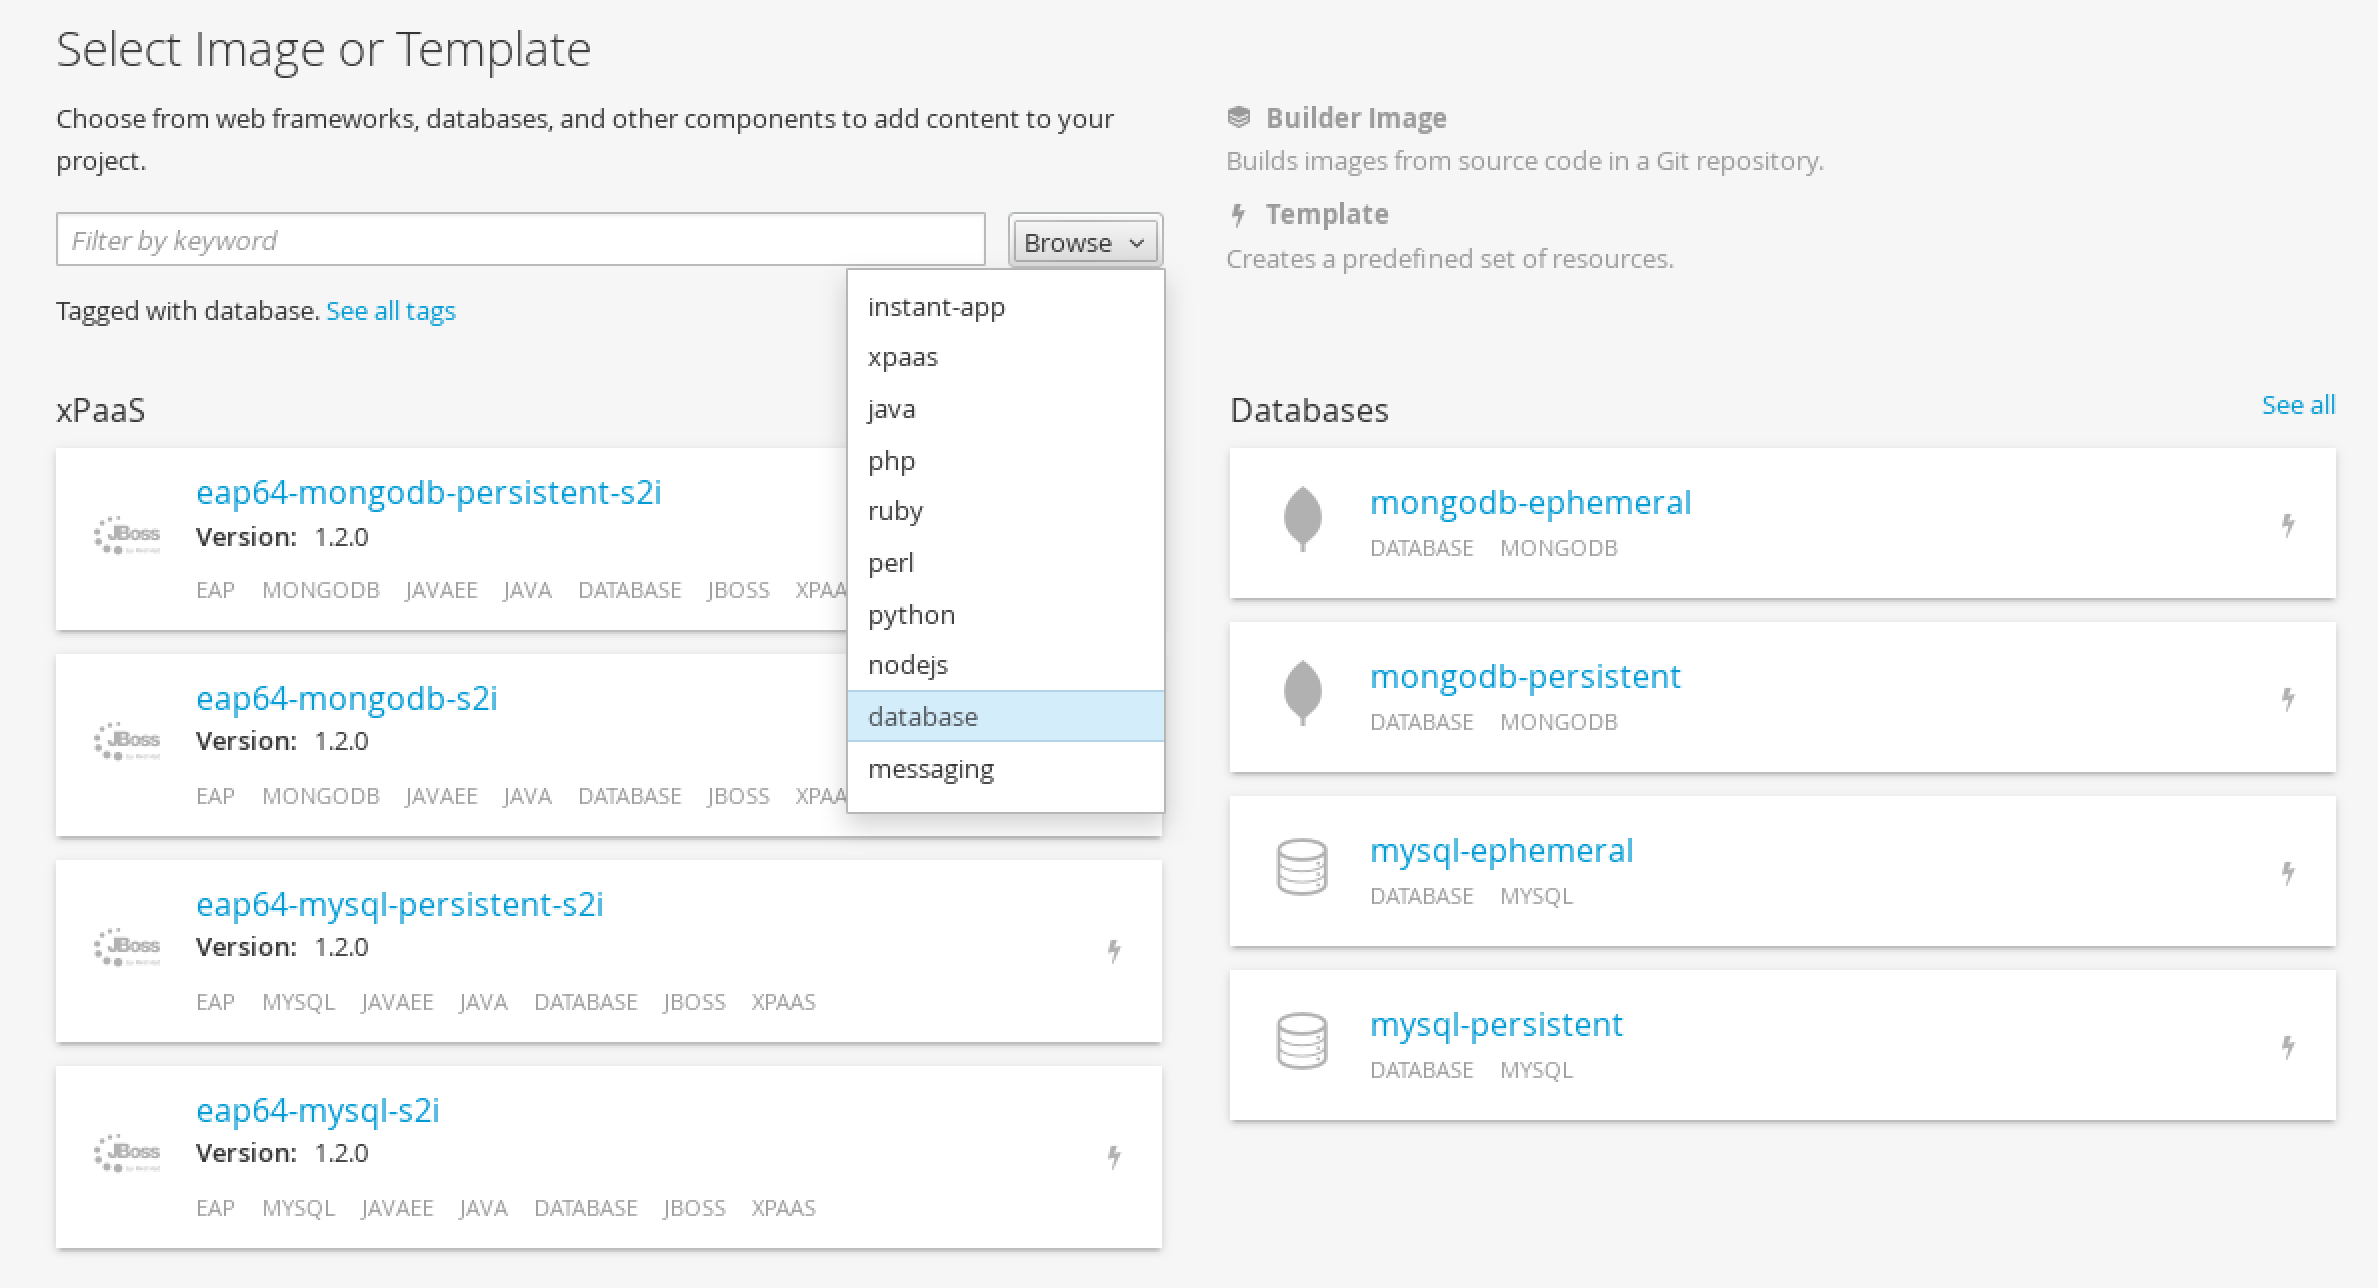 Select Image or Template
Choose from web frameworks, databases, and other components to add content to your
project.
Filter by keyword
Browse
Tagged with database. See all tags
instant-app
xpaas
java
php
ruby
perl
python
nodejs
database
messaging
Builder Image
Builds images from source code in a Git repository.
Template
Creates a predefined set of resources.
xPaaS
JBoss
eap64-mongodb-persistent-s2i
Version: 1.2.0
EAP MONGODB JAVAEE JAVA DATABASE JBOSS XPAA
JBoss
eap64-mongodb-s2i
Version: 1.2.0
EAP MONGODB JAVAEE JAVA DATABASE JBOSS XPAA
JBoss
eap64-mysql-persistent-s2i
Version: 1.2.0
EAP MYSQL JAVAEE JAVA DATABASE JBOSS XPAAS
JBoss
eap64-mysql-s2i
Version: 1.2.0
EAP MYSQL JAVAEE JAVA DATABASE JBOSS XPAAS
Databases
See all
mongodb-ephemeral
DATABASE MONGODB
mongodb-persistent
DATABASE MONGODB
mysql-ephemeral
DATABASE MYSQL
mysql-persistent
DATABASE MYSQL